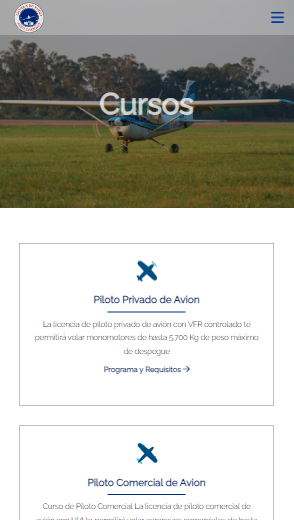 Cursos
Piloto Privado de Avion
La licencia de piloto privado de avión con VFR controlado te
permitirá volar monomotores de hasta 5.700 Kg de peso máximo
de despegue
Programa y Requisitos →
Piloto Comercial de Avion
Curso de Piloto Comercial La licencia de piloto comercial de